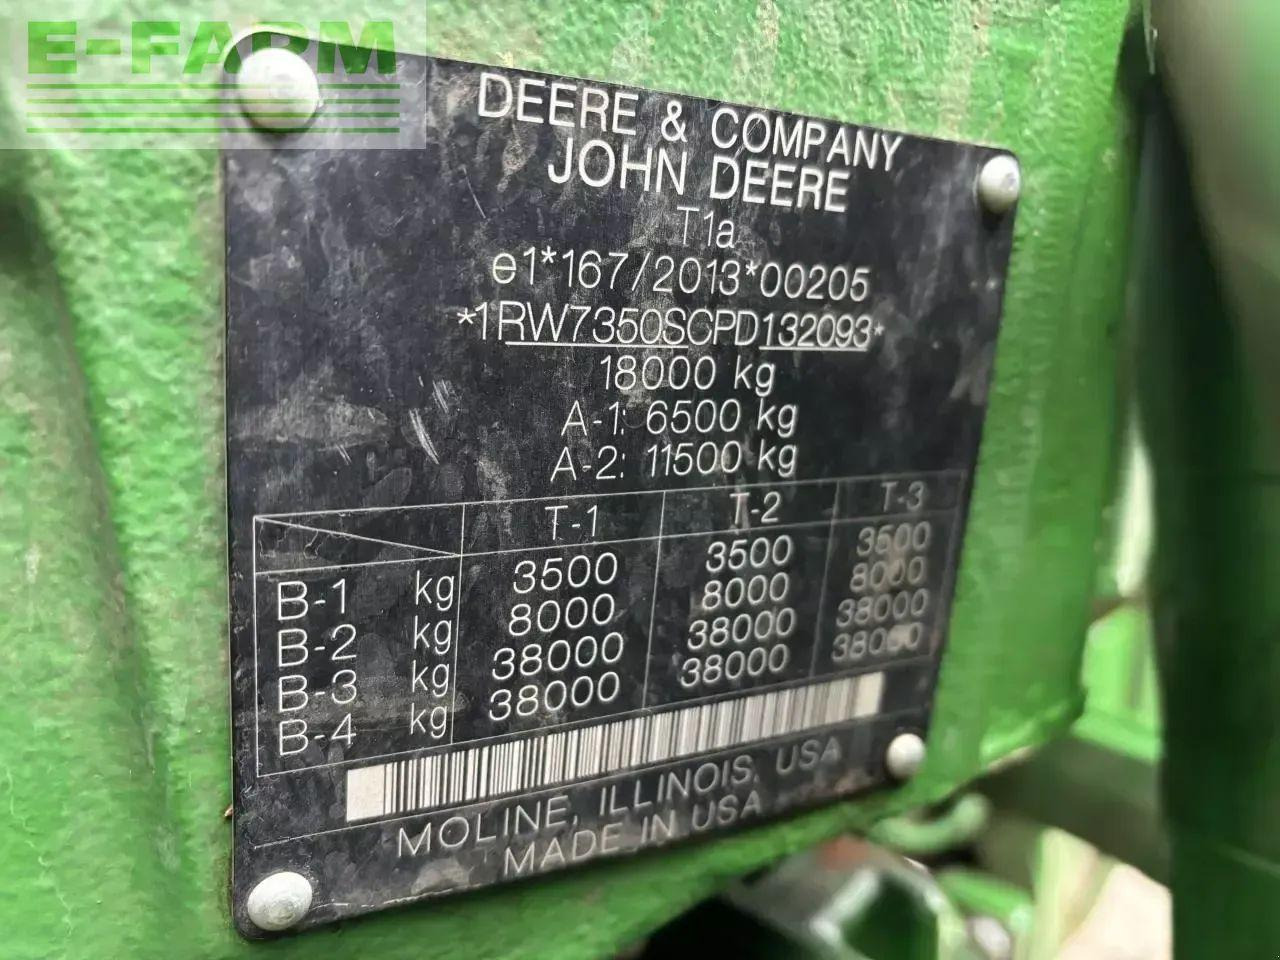 E-FARM
DEERE & COMPANY
JOHN DEERE
T1a
e1*167/2013*00205
*1RW7350SCPD132093*
18000 kg
A-1: 6500 kg
A-2: 11500 kg
T-1 T-2 T-3
B-1 kg 3500 3500 3500
B-2 kg 8000 8000 8000
B-3 kg 38000 38000 38000
B-4 kg 38000 38000 38000
MOLINE, ILLINOIS, USA
MADE IN USA